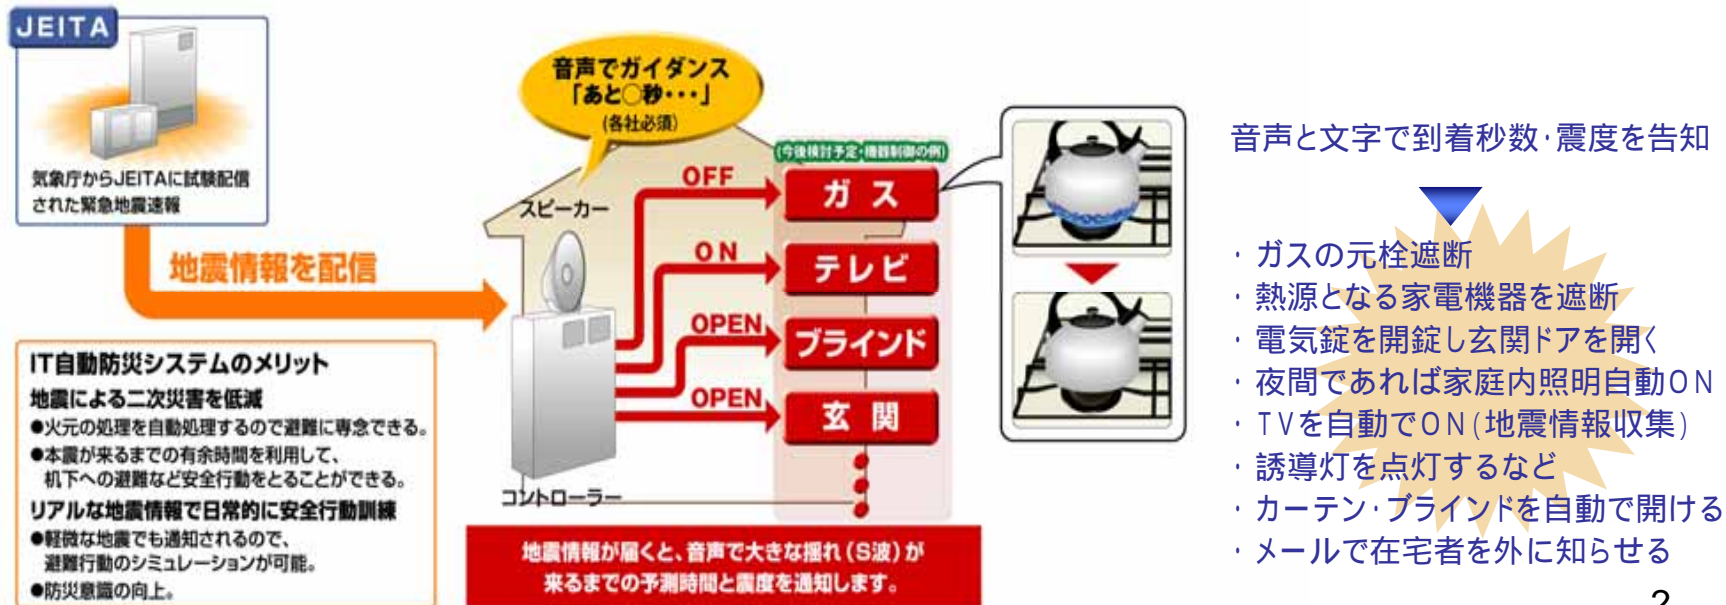 JEITA
気象庁からJEITAに試験配信
された緊急地震速報
地震情報を配信
IT自動防災システムのメリット
地震による二次災害を低減
●火元の処理を自動処理するので避難に専念できる。
●本震が来るまでの有余時間を利用して、
机下への避難など安全行動をとることができる。
リアルな地震情報で日常的に安全行動訓練
●軽微な地震でも通知されるので、
避難行動のシミュレーションが可能。
●防災意識の向上。
音声でガイダンス
「あと○秒・・・」
(各社必須)
スピーカー
コントローラー
(今後検討予定・機器制御の例)
OFF
ガス
ON
テレビ
OPEN
ブラインド
OPEN
玄関
地震情報が届くと、音声で大きな揺れ(S波)が
来るまでの予測時間と震度を通知します。
音声と文字で到着秒数・震度を告知
・ガスの元栓遮断
・熱源となる家電機器を遮断
・電気錠を開錠し玄関ドアを開く
・夜間であれば家庭内照明自動ON
・TVを自動でON(地震情報収集)
・誘導灯を点灯するなど
・カーテン・ブラインドを自動で開ける
・メールで在宅者を外に知らせる
2